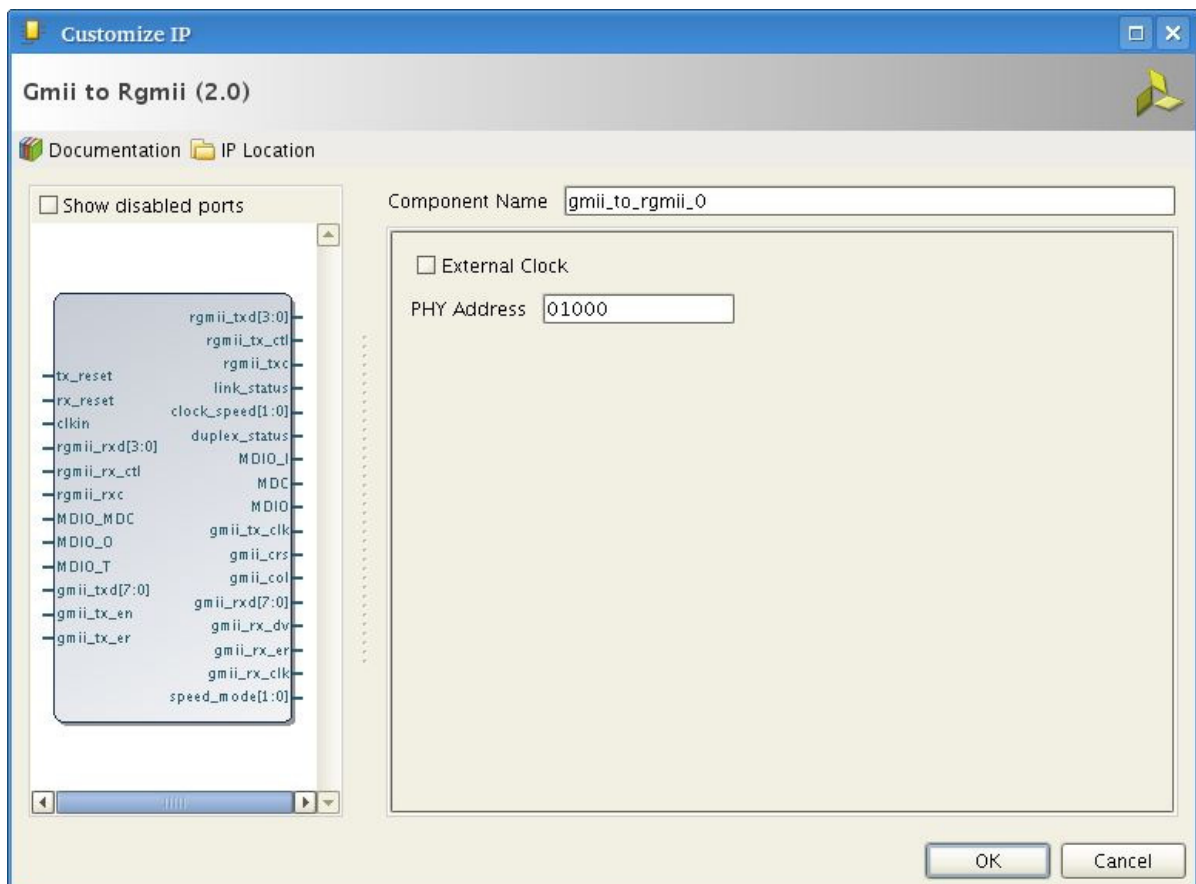 Customize IP
Gmii to Rgmii (2.0)
Documentation IP Location
Show disabled ports
Component Name gmii_to_rgmii_0
External Clock
PHY Address 01000
tx_reset
rx_reset
clkin
rgmii_rxd[3:0]
rgmii_rx_ctl
rgmii_rxc
MDIO_MDC
MDIO_O
MDIO_T
gmii_txd[7:0]
gmii_tx_en
gmii_tx_er
rgmii_txd[3:0]
rgmii_tx_ctl
rgmii_txc
link_status
clock_speed[1:0]
duplex_status
MDIO_I
MDC
MDIO
gmii_tx_clk
gmii_crs
gmii_col
gmii_rxd[7:0]
gmii_rx_dv
gmii_rx_er
gmii_rx_clk
speed_mode[1:0]
OK Cancel